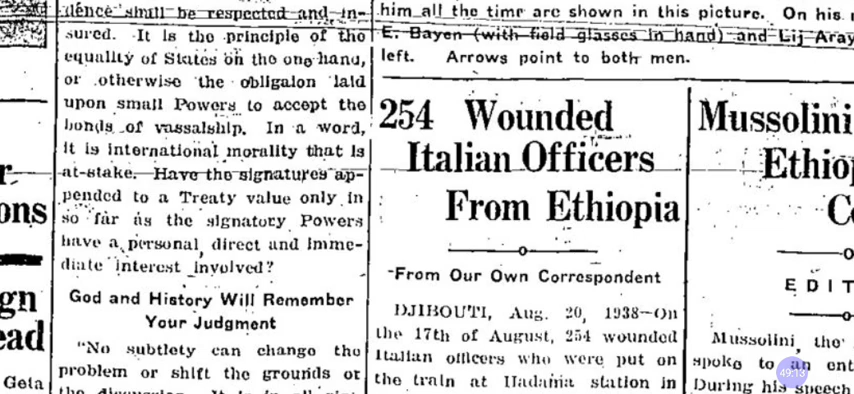 dence shall be respected and in-
sured. It is the principle of the
equality of States on the one hand,
or otherwise the obligaion laid
upon small Powers to accept the
bonds of vassalship. In a word,
it is international morality that is
at stake. Have the signatures ap-
pended to a Treaty value only in
so far as the signatory Powers
have a personal, direct and imme-
diate interest involved?
God and History Will Remember
Your Judgment
"No subtlety can change the
problem or shift the grounds of
ons
gn
ead
Geta
him all the time are shown in this picture. On his
E. Bayen (with field glasses in hand) and Lij Aray
left. Arrows point to both men.
254 Wounded
Italian Officers
From Ethiopia
From Our Own Correspondent
DJIBOUTI, Aug. 20, 1938—On
the 17th of August, 254 wounded
Italian officers who were put on
the train at Hadama station in
Mussolini
Ethiop
C
EDIT
Mussolini, the
spoke to an ent
During his speech
49:13